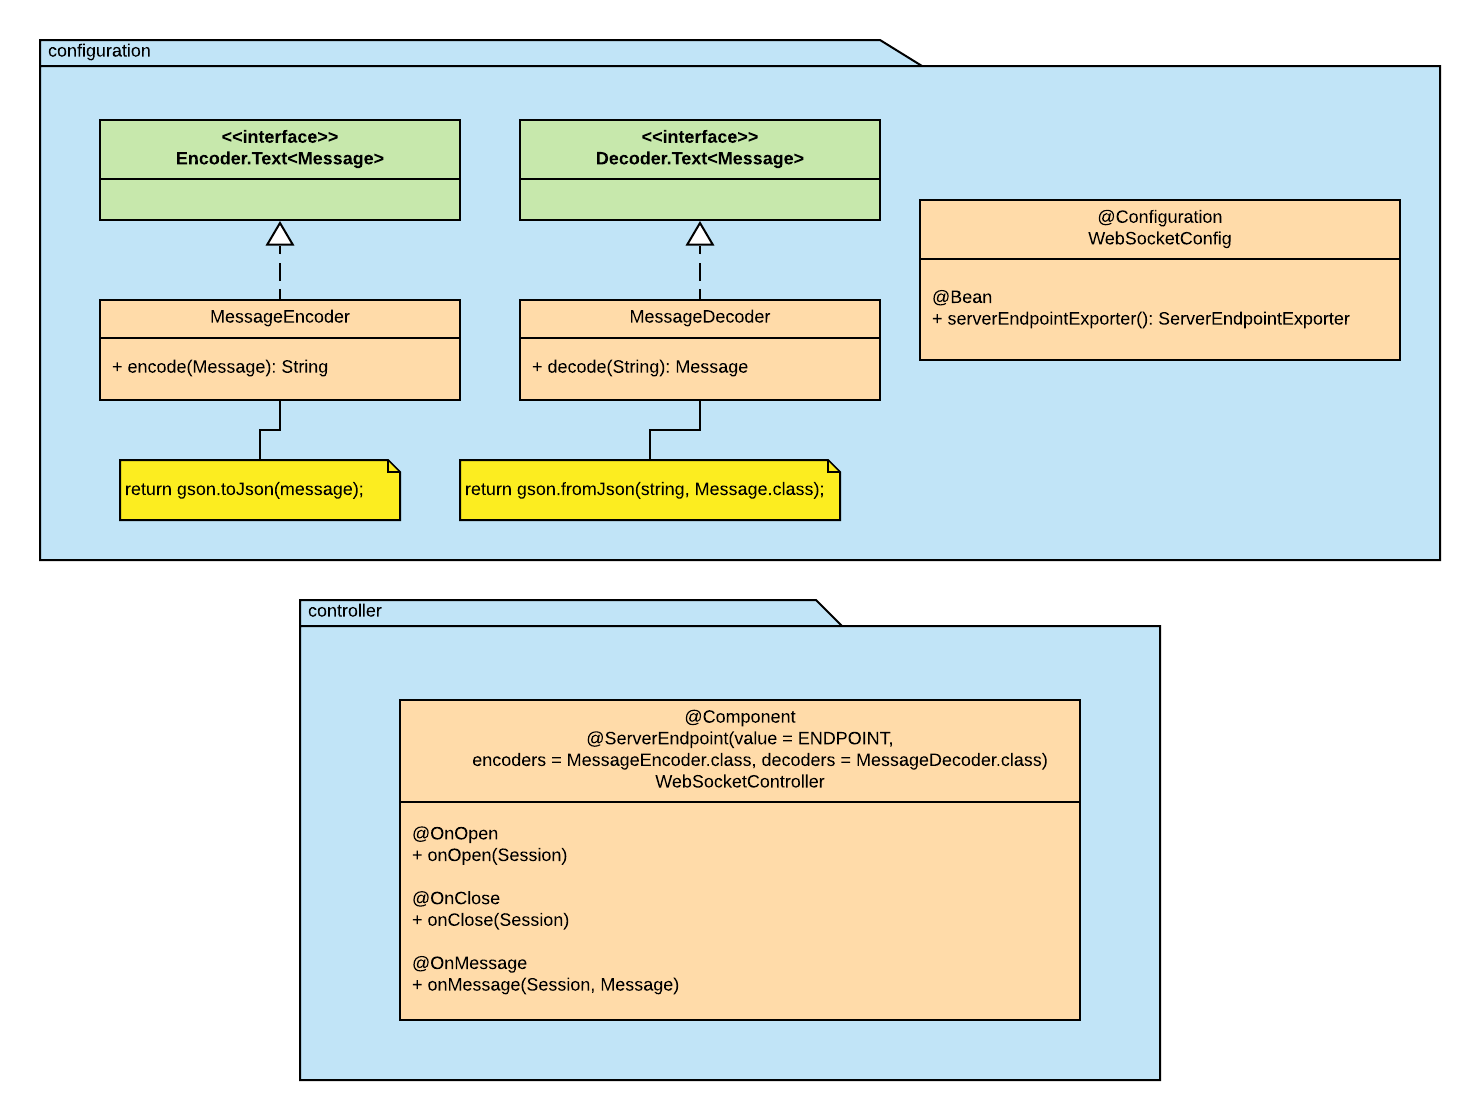 configuration
<<interface>>
Encoder.Text<Message>
<<interface>>
Decoder.Text<Message>
@Configuration
WebSocketConfig
@Bean
+ serverEndpointExporter(): ServerEndpointExporter
MessageEncoder
+ encode(Message): String
MessageDecoder
+ decode(String): Message
return gson.toJson(message);
return gson.fromJson(string, Message.class);
controller
@Component
@ServerEndpoint(value = ENDPOINT,
encoders = MessageEncoder.class, decoders = MessageDecoder.class)
WebSocketController
@OnOpen
+ onOpen(Session)
@OnClose
+ onClose(Session)
@OnMessage
+ onMessage(Session, Message)